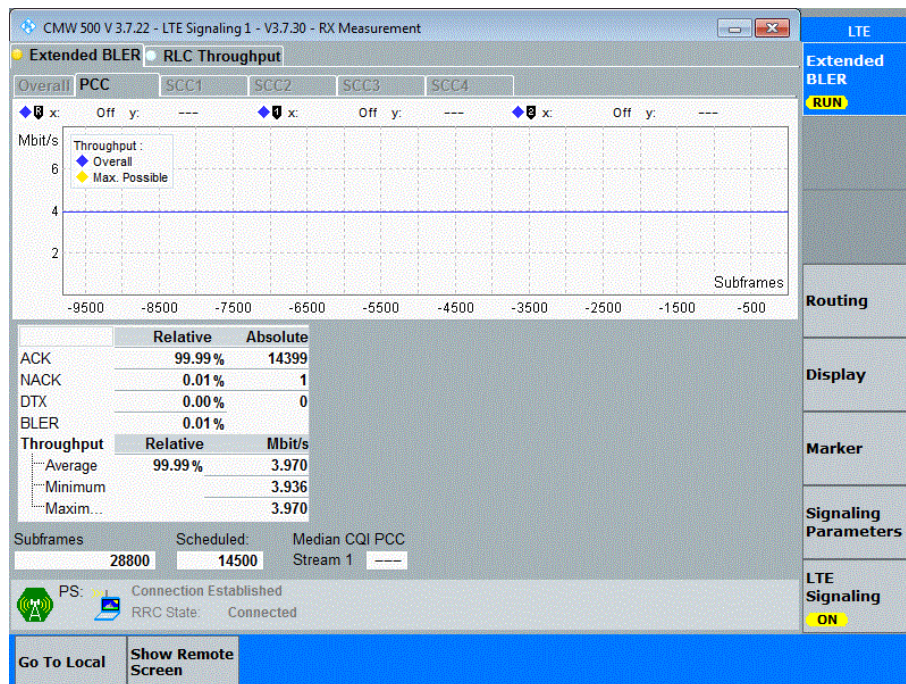 CMW 500 V 3.7.22 - LTE Signaling 1 - V3.7.30 - RX Measurement
LTE
Extended BLER RLC Throughput
Extended
BLER
RUN
Overall PCC SCC1 SCC2 SCC3 SCC4
R x: Off y: --- 1 x: Off y: --- 2 x: Off y: ---
Mbit/s
Throughput :
Overall
Max. Possible
6
4
2
Subframes
-9500 -8500 -7500 -6500 -5500 -4500 -3500 -2500 -1500 -500
Relative Absolute
ACK 99.99 % 14399
NACK 0.01 % 1
DTX 0.00 % 0
BLER 0.01 %
Throughput Relative Mbit/s
Average 99.99 % 3.970
Minimum 3.936
Maxim... 3.970
Subframes Scheduled: Median CQI PCC
28800 14500 Stream 1 ---
PS: Connection Established
RRC State: Connected
Routing
Display
Marker
Signaling
Parameters
LTE
Signaling
ON
Go To Local
Show Remote
Screen